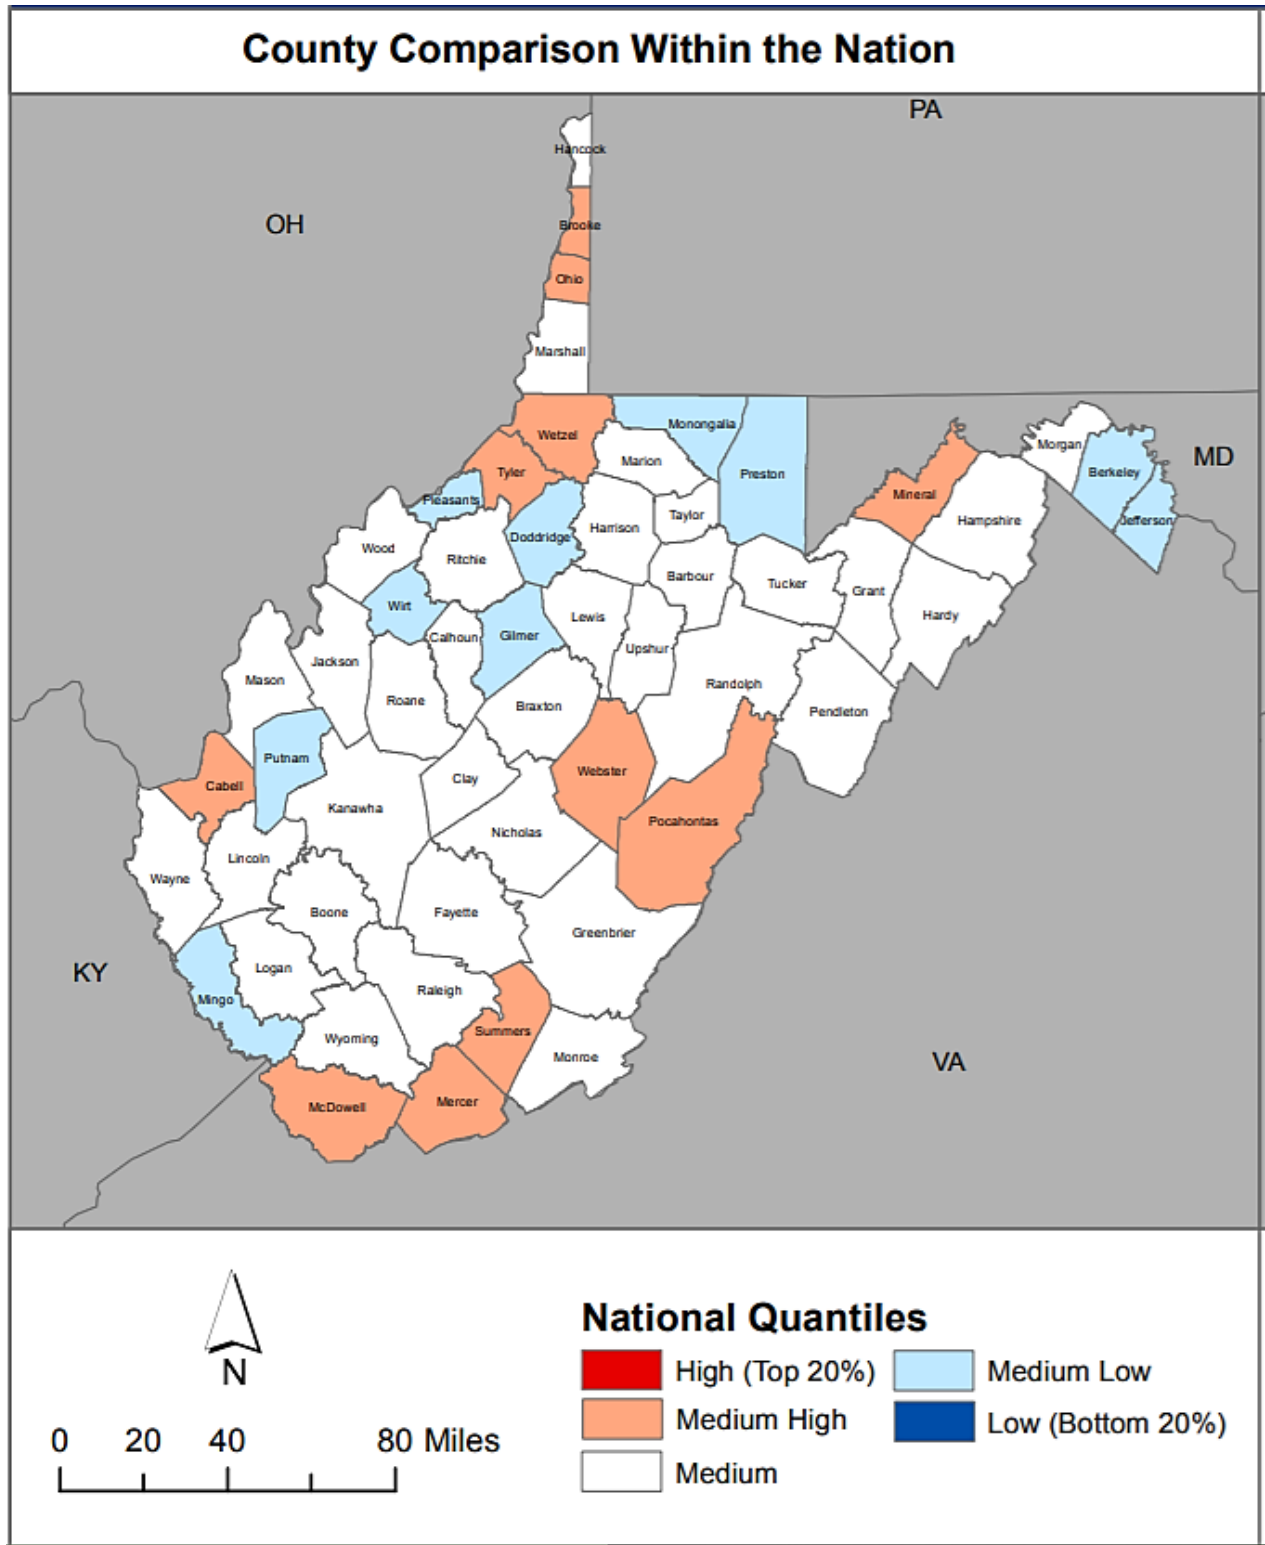 County Comparison Within the Nation
PA
Hancock
OH
Brooke
Ohio
Marshall
Monongalia
Wetzel
Morgan
MD
Marion
Tyler
Berkeley
Preston
Mineral
Pleasants
Taylor
Hampshire
Jefferson
Harrison
Doddridge
Wood
Ritchie
Barbour
Tucker
Grant
Wirt
Hardy
Lewis
Gilmer
Calhoun
Upshur
Jackson
Mason
Randolph
Roane
Braxton
Pendleton
Putnam
Webster
Clay
Cabell
Kanawha
Pocahontas
Nicholas
Lincoln
Wayne
Boone
Fayette
Greenbrier
Logan
KY
Raleigh
Mingo
Summers
Wyoming
Monroe
VA
Mercer
McDowell
N
0 20 40 80 Miles
National Quantiles
High (Top 20%) Medium Low
Medium High Low (Bottom 20%)
Medium